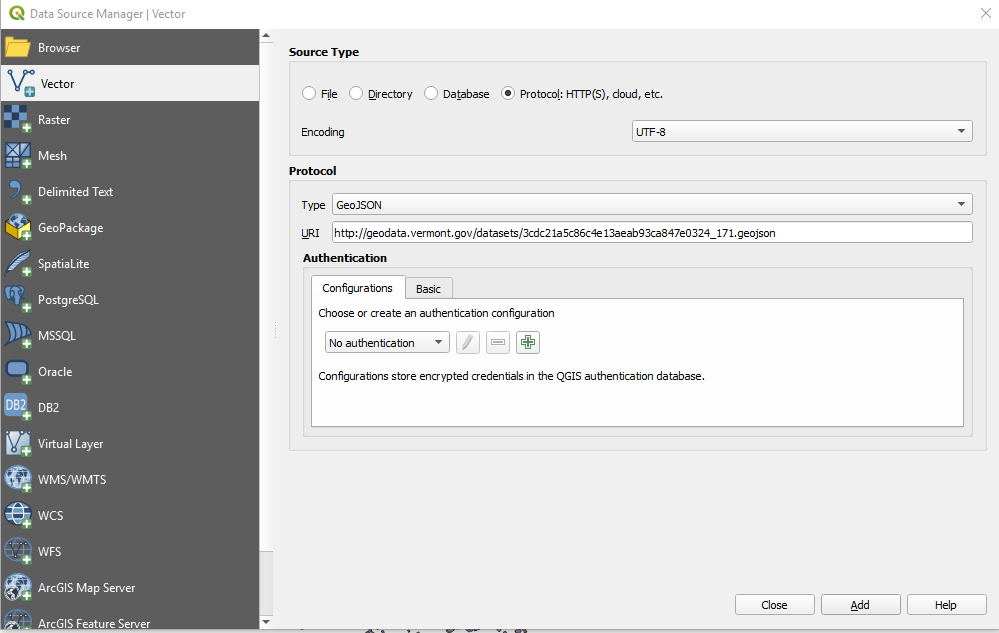 Data Source Manager | Vector
Browser
Vector
Raster
Mesh
Delimited Text
GeoPackage
SpatiaLite
PostgreSQL
MSSQL
Oracle
DB2
DB2
Virtual Layer
WMS/WMTS
WCS
WFS
ArcGIS Map Server
ArcGIS Feature Server
Source Type
File Directory Database Protocol: HTTP(S), cloud, etc.
Encoding UTF-8
Protocol
Type GeoJSON
URI http://geodata.vermont.gov/datasets/3cdc21a5c86c4e13aeab93ca847e0324_171.geojson
Authentication
Configurations Basic
Choose or create an authentication configuration
No authentication
Configurations store encrypted credentials in the QGIS authentication database.
Close Add Help